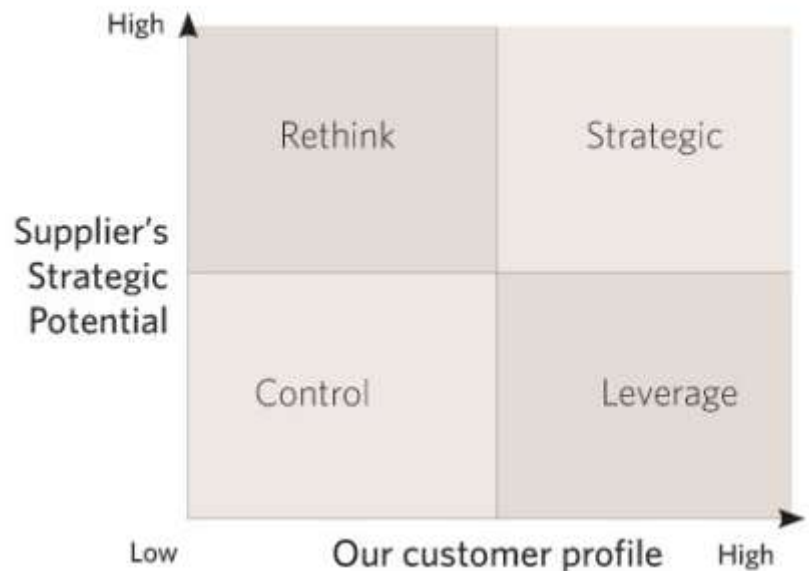 High
Rethink
Strategic
Supplier's
Strategic
Potential
Control
Leverage
Low
Our customer profile
High